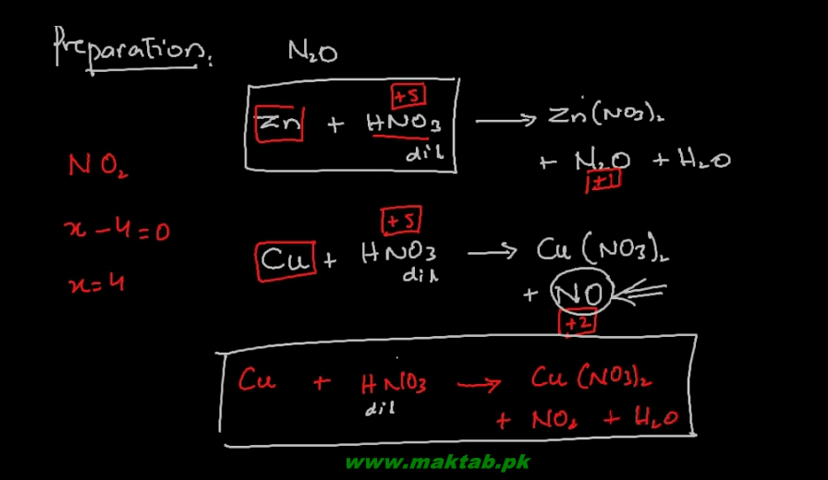 Preparation: N₂O
+5
Zn + HNO₃ ⟶ Zn(NO₃)₂
dil
+ N₂O + H₂O
+1
NO₂
x - 4 = 0
x = 4
+5
Cu + HNO₃ ⟶ Cu(NO₃)₂
dil
+ NO
+2
Cu + HNO₃ ⟶ Cu(NO₃)₂
dil
+ NO₂ + H₂O
www.maktab.pk